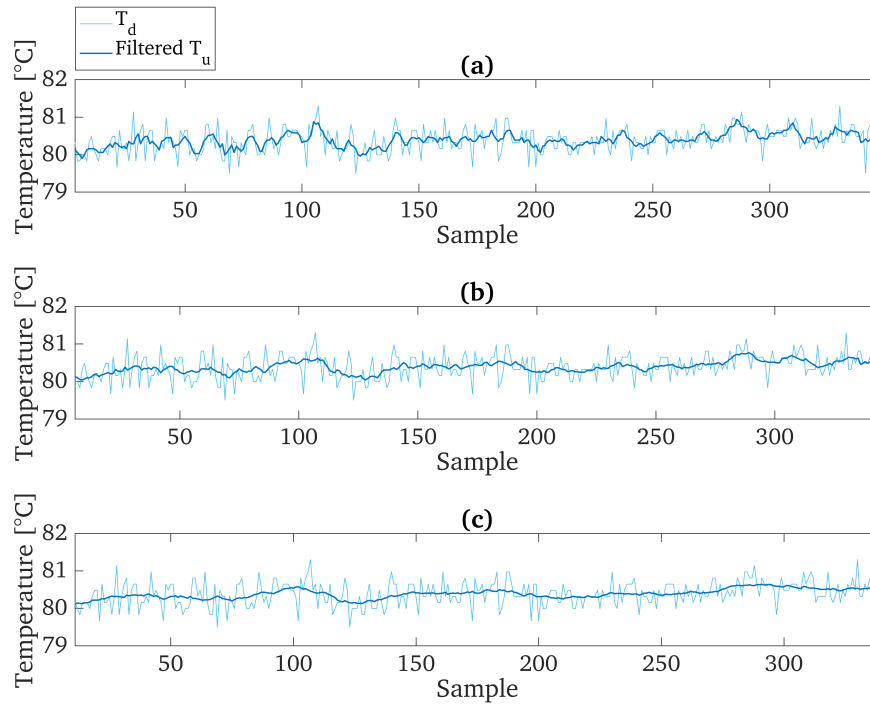 T_d
Filtered T_u
(a)
Temperature [°C]
82
81
80
79
50 100 150 200 250 300
Sample
(b)
Temperature [°C]
82
81
80
79
50 100 150 200 250 300
Sample
(c)
Temperature [°C]
82
81
80
79
50 100 150 200 250 300
Sample